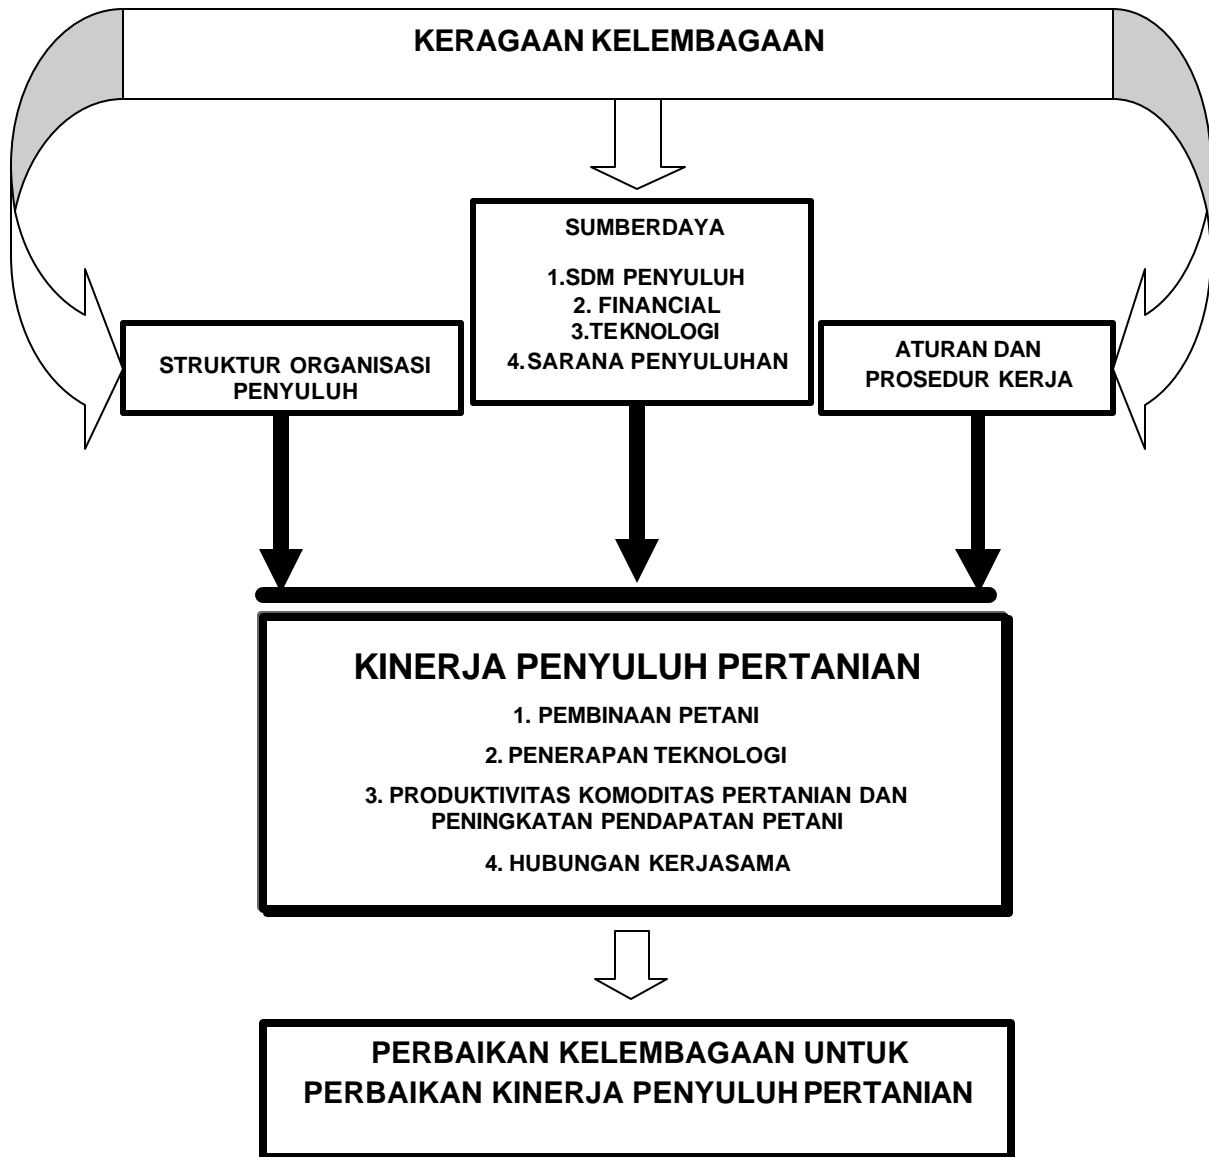 KERAGAAN KELEMBAGAAN
SUMBERDAYA
1.SDM PENYULUH
2. FINANCIAL
3.TEKNOLOGI
4.SARANA PENYULUHAN
STRUKTUR ORGANISASI
PENYULUH
ATURAN DAN
PROSEDUR KERJA
KINERJA PENYULUH PERTANIAN
1. PEMBINAAN PETANI
2. PENERAPAN TEKNOLOGI
3. PRODUKTIVITAS KOMODITAS PERTANIAN DAN
PENINGKATAN PENDAPATAN PETANI
4. HUBUNGAN KERJASAMA
PERBAIKAN KELEMBAGAAN UNTUK
PERBAIKAN KINERJA PENYULUH PERTANIAN